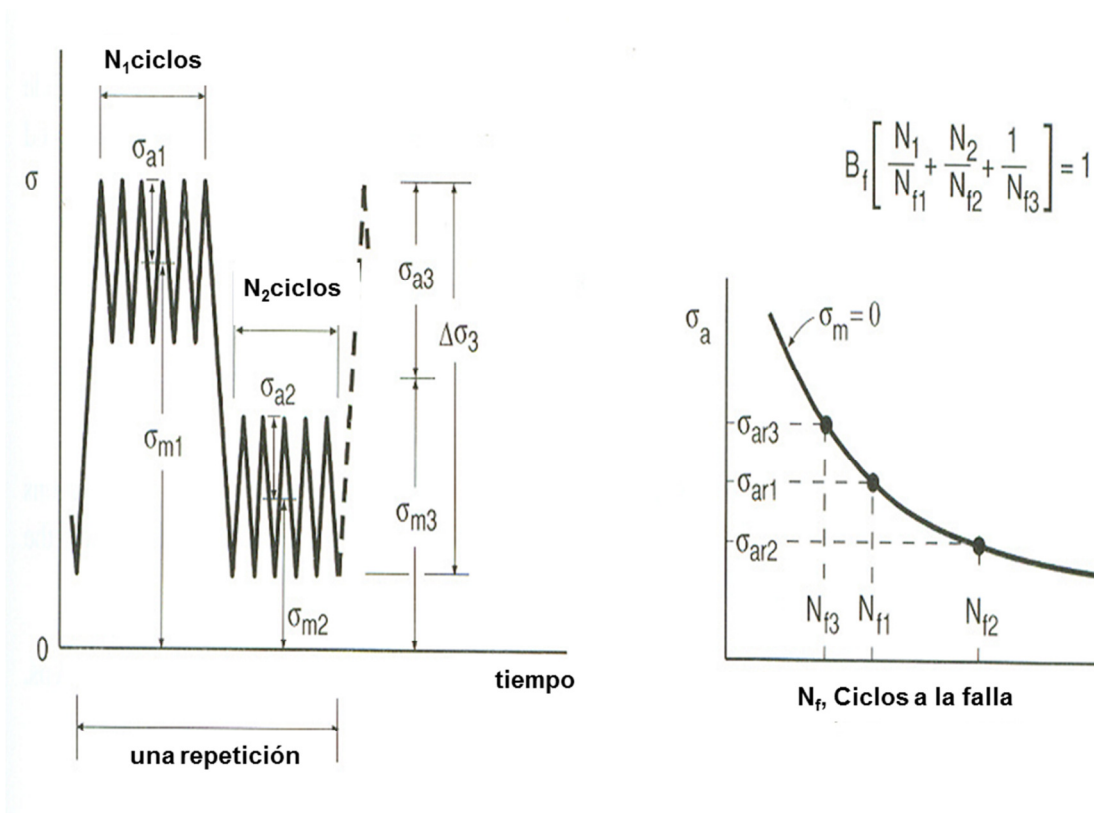 N₁ciclos
σa1
σ
N₂ciclos
σa3
Δσ3
σa2
σm1
σm3
σm2
0
tiempo
una repetición
Bf[N1/Nf1 + N2/Nf2 + 1/Nf3] = 1
σa
σm=0
σar3
σar1
σar2
Nf3 Nf1 Nf2
Nf, Ciclos a la falla